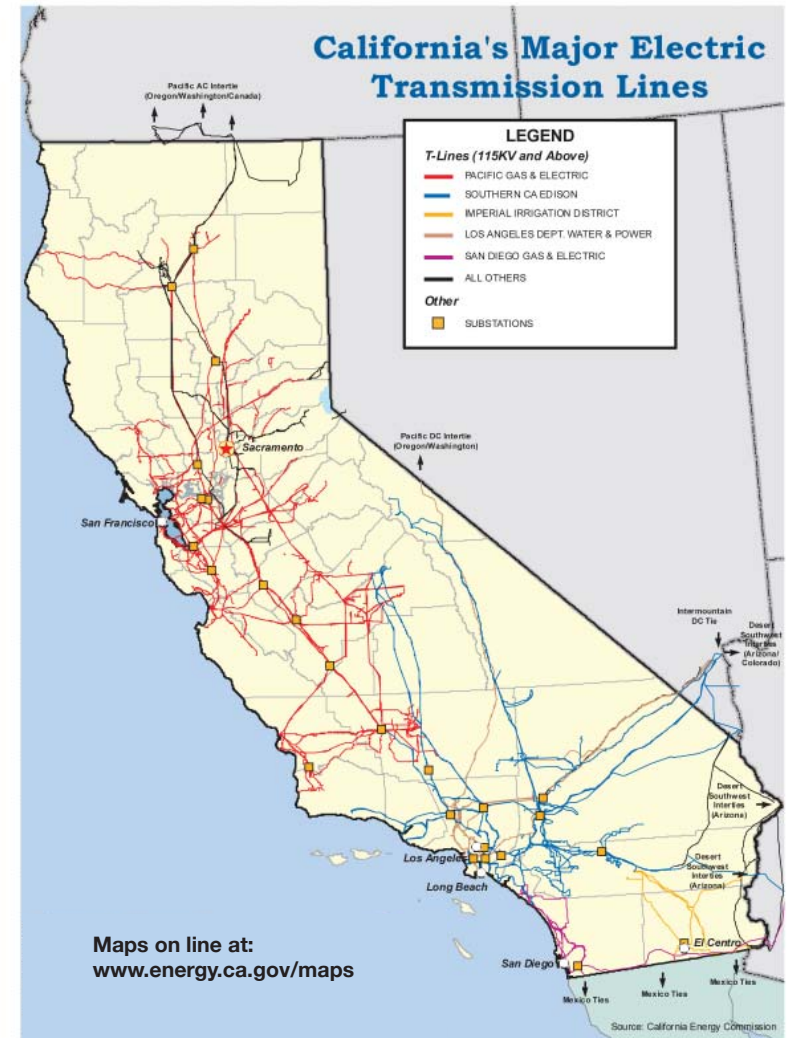 California's Major Electric
Transmission Lines
Pacific AC Intertie
(Oregon/Washington/Canada)
LEGEND
T-Lines (115KV and Above)
PACIFIC GAS & ELECTRIC
SOUTHERN CA EDISON
IMPERIAL IRRIGATION DISTRICT
LOS ANGELES DEPT. WATER & POWER
SAN DIEGO GAS & ELECTRIC
ALL OTHERS
Other
SUBSTATIONS
Pacific DC Intertie
(Oregon/Washington)
Sacramento
San Francisco
Intermountain
DC Tie
Desert
Southwest
Interties
(Arizona/
Colorado)
Desert
Southwest
Interties
(Arizona)
Desert
Southwest
Interties
(Arizona)
Los Angeles
Long Beach
El Centro
San Diego
Mexico Ties
Mexico Ties
Mexico Ties
Maps on line at:
www.energy.ca.gov/maps
Source: California Energy Commission